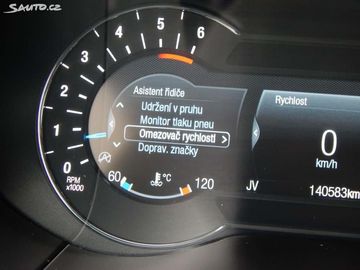 SAUTO.CZ
6
5
4
3
2
1
0
RPM
x1000
Asistent řidiče
Udržení v pruhu
Monitor tlaku pneu
Omezovač rychlosti
Doprav. značky
60
°C
120
Rychlost
0
km/h
JV
140583km